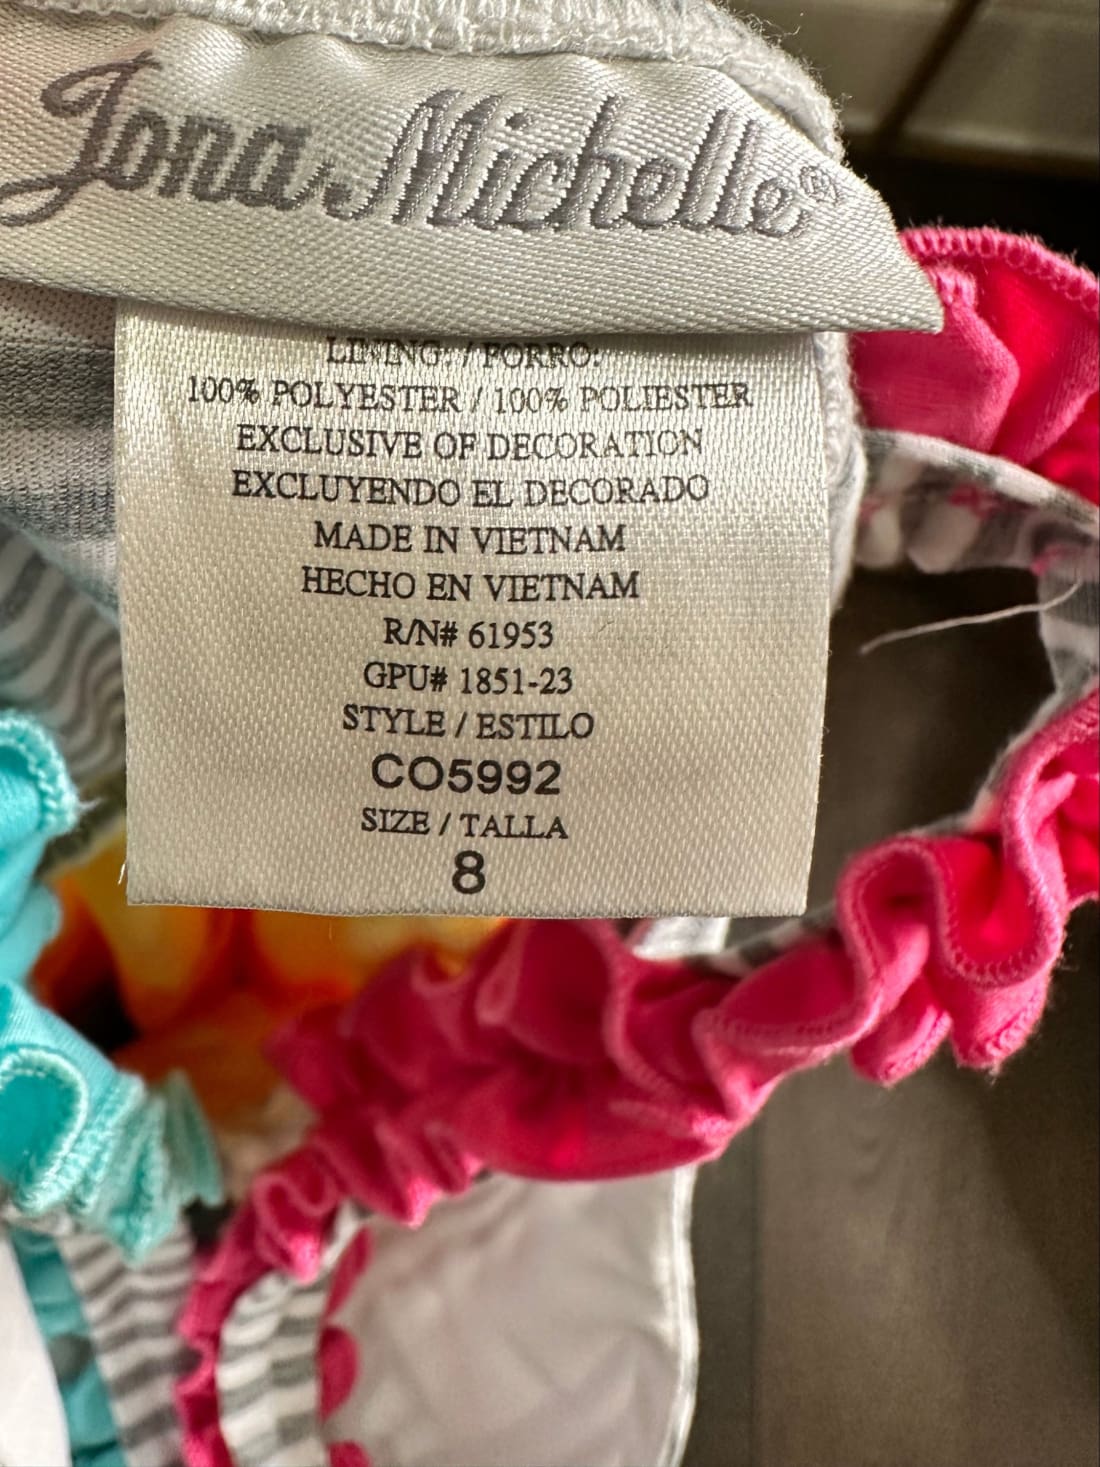 Jona Michelle®
LINING: / FORRO:
100% POLYESTER / 100% POLIESTER
EXCLUSIVE OF DECORATION
EXCLUYENDO EL DECORADO
MADE IN VIETNAM
HECHO EN VIETNAM
R/N# 61953
GPU# 1851-23
STYLE / ESTILO
CO5992
SIZE / TALLA
8